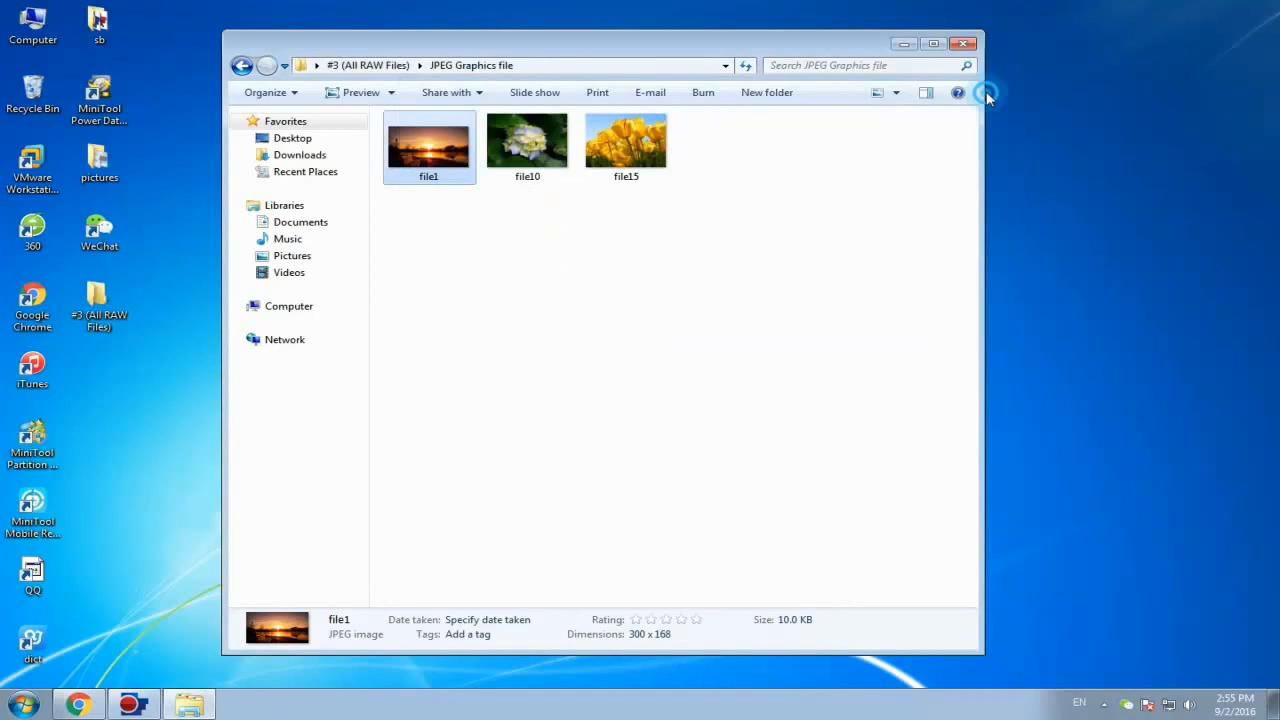 Computer
sb
Recycle Bin
MiniTool
Power Dat...
VMware
Workstati...
pictures
360
WeChat
Google
Chrome
#3 (All RAW
Files)
iTunes
MiniTool
Partition ...
MiniTool
Mobile Re...
QQ
dict
#3 (All RAW Files)
JPEG Graphics file
Search JPEG Graphics file
Organize
Preview
Share with
Slide show
Print
E-mail
Burn
New folder
Favorites
Desktop
Downloads
Recent Places
Libraries
Documents
Music
Pictures
Videos
Computer
Network
file1
file10
file15
file1
Date taken: Specify date taken
Rating:
Size: 10.0 KB
JPEG image
Tags: Add a tag
Dimensions: 300 x 168
EN
2:55 PM
9/2/2016